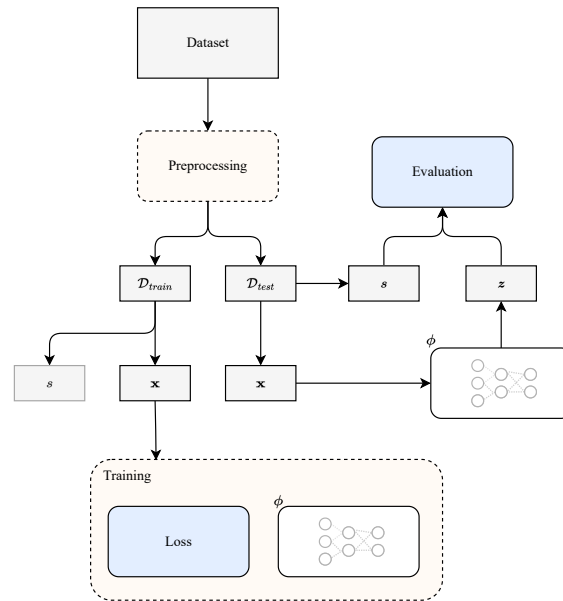 Dataset
Preprocessing
Evaluation
𝒟train
𝒟test
s
z
ϕ
s
x
x
Training
ϕ
Loss